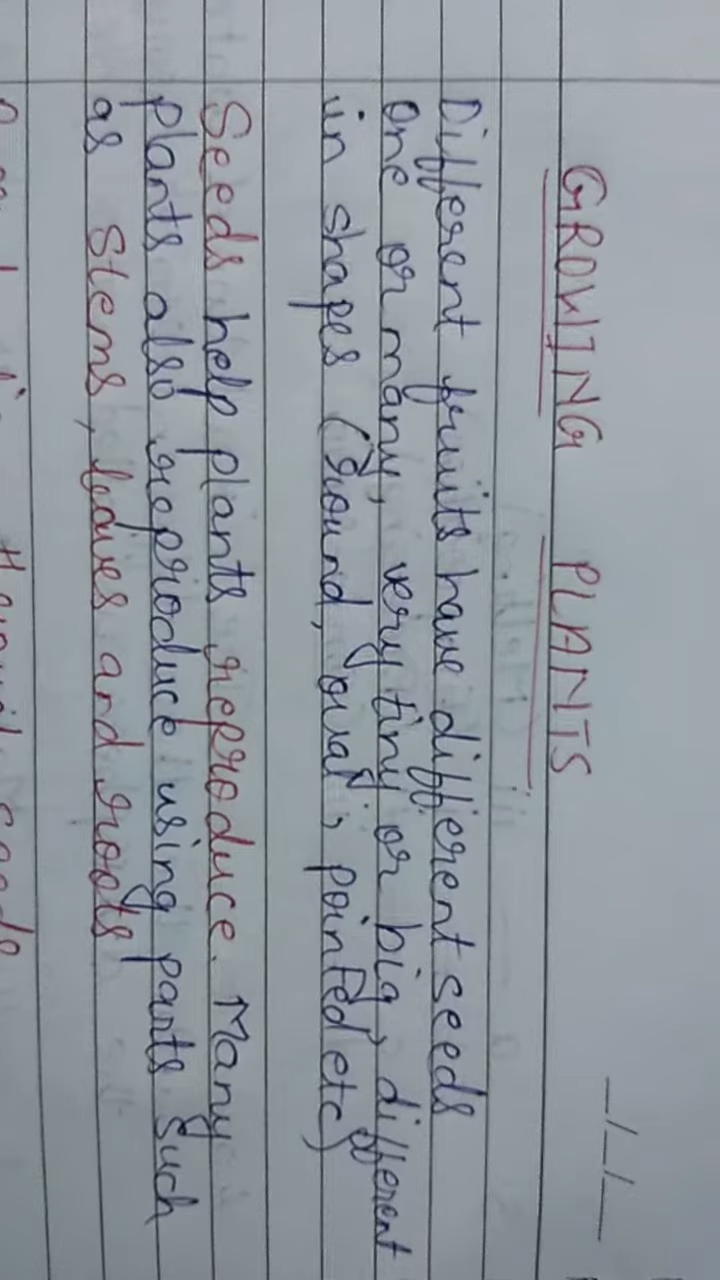 GROWING PLANTS
Different fruits have different seeds
one or many, very tiny or big, different
in shapes (round, oval, pointed etc)
Seeds help plants reproduce. Many
plants also reproduce using parts such
as stems, leaves and roots